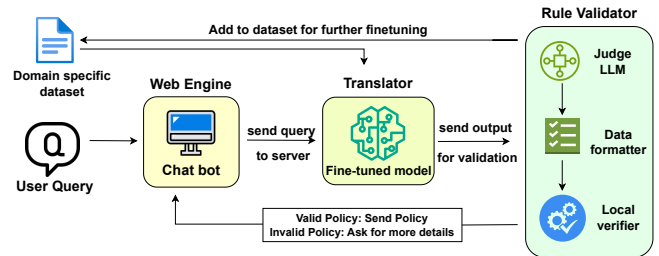 Add to dataset for further finetuning
Rule Validator
Domain specific
dataset
Web Engine
Translator
Judge
LLM
Q
User Query
Chat bot
send query
to server
Fine-tuned model
send output
for validation
Data
formatter
Valid Policy: Send Policy
Invalid Policy: Ask for more details
Local
verifier